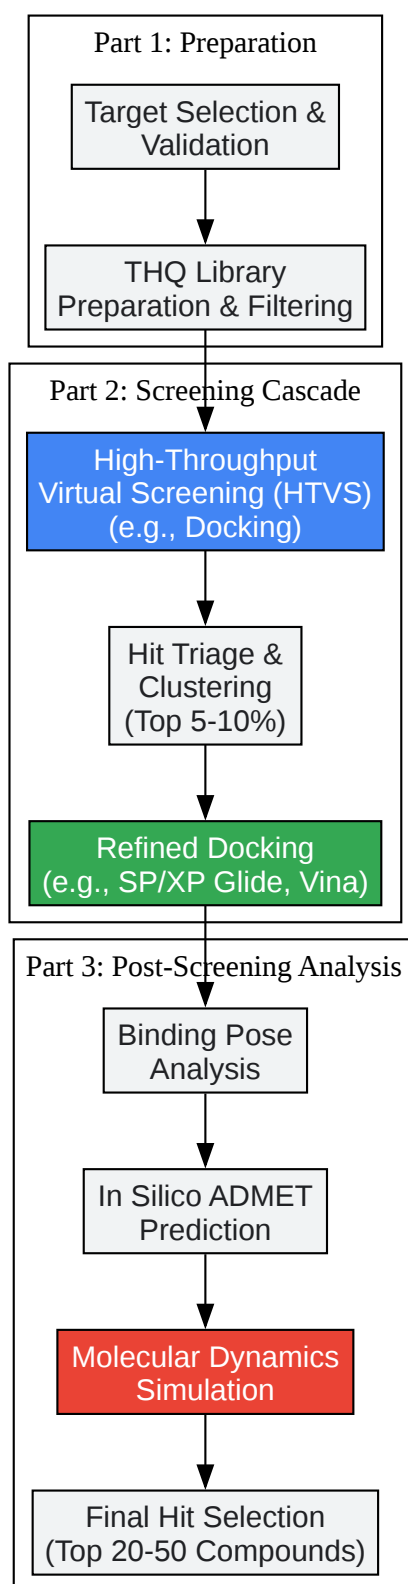 Part 1: Preparation
Target Selection &
Validation
THQ Library
Preparation & Filtering
Part 2: Screening Cascade
High-Throughput
Virtual Screening (HTVS)
(e.g., Docking)
Hit Triage &
Clustering
(Top 5-10%)
Refined Docking
(e.g., SP/XP Glide, Vina)
Part 3: Post-Screening Analysis
Binding Pose
Analysis
In Silico ADMET
Prediction
Molecular Dynamics
Simulation
Final Hit Selection
(Top 20-50 Compounds)